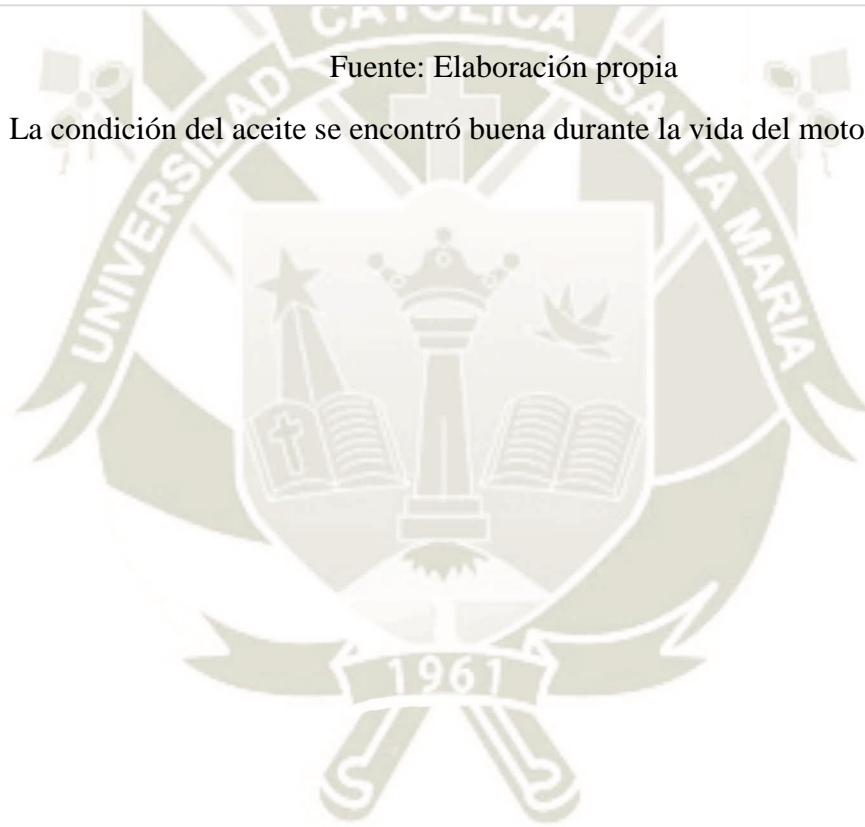 CATOLICA
UNIVERSIDAD
SANTA MARIA
Fuente: Elaboración propia
La condición del aceite se encontró buena durante la vida del moto
1961